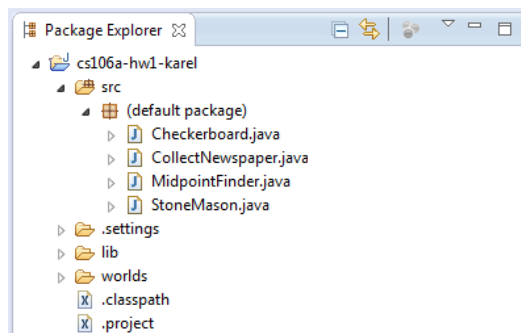 Package Explorer
cs106a-hw1-karel
src
(default package)
Checkerboard.java
CollectNewspaper.java
MidpointFinder.java
StoneMason.java
.settings
lib
worlds
.classpath
.project